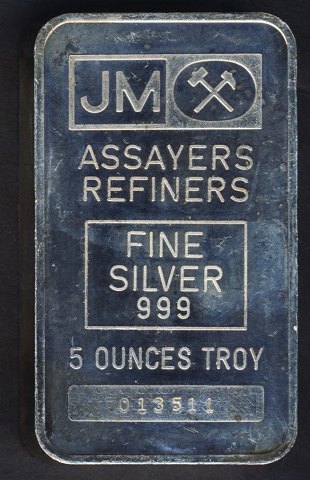 JM
ASSAYERS
REFINERS
FINE
SILVER
999
5 OUNCES TROY
013511